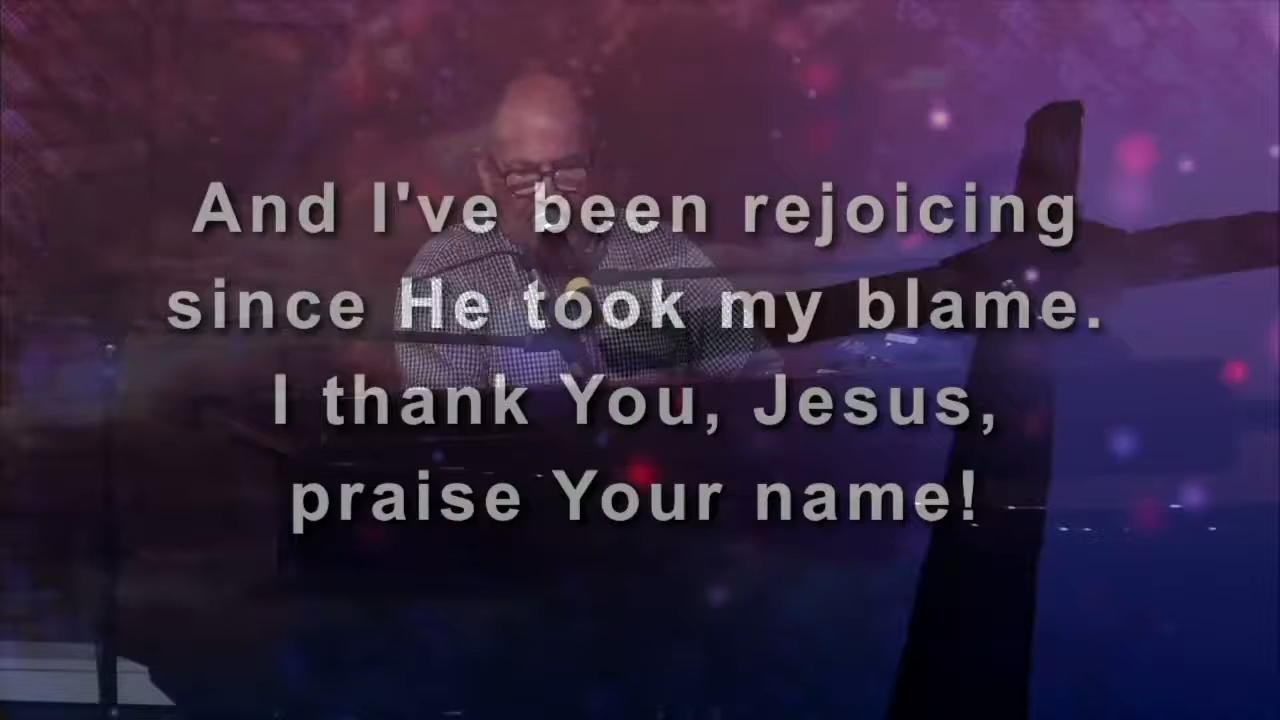 And I've been rejoicing
since He took my blame.
I thank You, Jesus,
praise Your name!